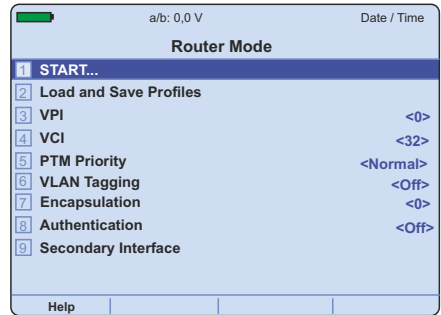 a/b: 0,0 V Date / Time
Router Mode
1 START...
2 Load and Save Profiles
3 VPI <0>
4 VCI <32>
5 PTM Priority <Normal>
6 VLAN Tagging <Off>
7 Encapsulation <0>
8 Authentication <Off>
9 Secondary Interface
Help